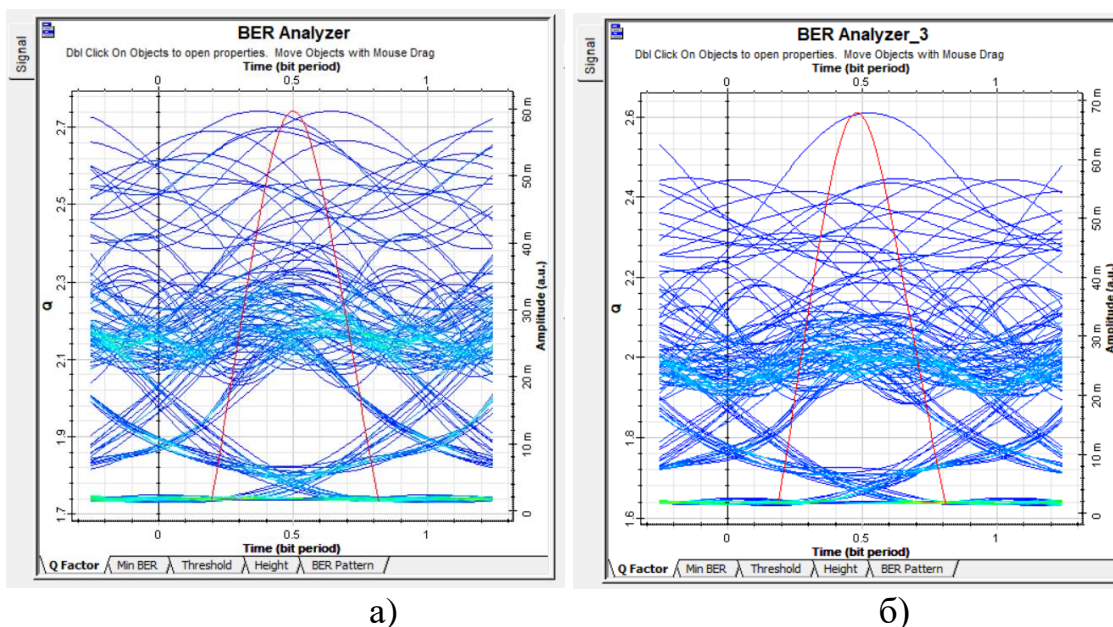 BER Analyzer
Dbl Click On Objects to open properties. Move Objects with Mouse Drag
Time (bit period)
0 0.5 1
Signal
Q
2.7
2.5
2.3
2.1
1.9
1.7
Amplitude (a.u.)
60 m
50 m
40 m
30 m
20 m
10 m
0
0 0.5 1
Time (bit period)
Q Factor Min BER Threshold Height BER Pattern
а)
BER Analyzer_3
Dbl Click On Objects to open properties. Move Objects with Mouse Drag
Time (bit period)
0 0.5 1
Signal
Q
2.6
2.4
2.2
2
1.8
1.6
Amplitude (a.u.)
70 m
60 m
50 m
40 m
30 m
20 m
10 m
0
0 0.5 1
Time (bit period)
Q Factor Min BER Threshold Height BER Pattern
б)